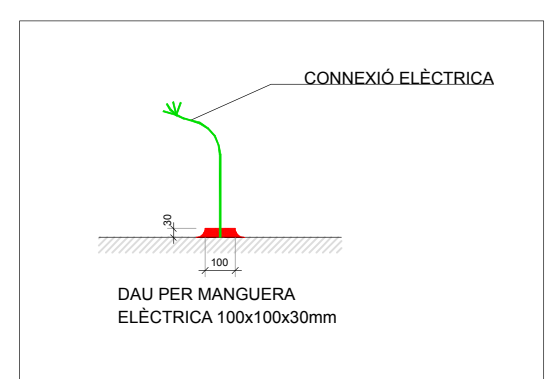 CONNEXIÓ ELÈCTRICA
30
100
DAU PER MANGUERA
ELÈCTRICA 100x100x30mm